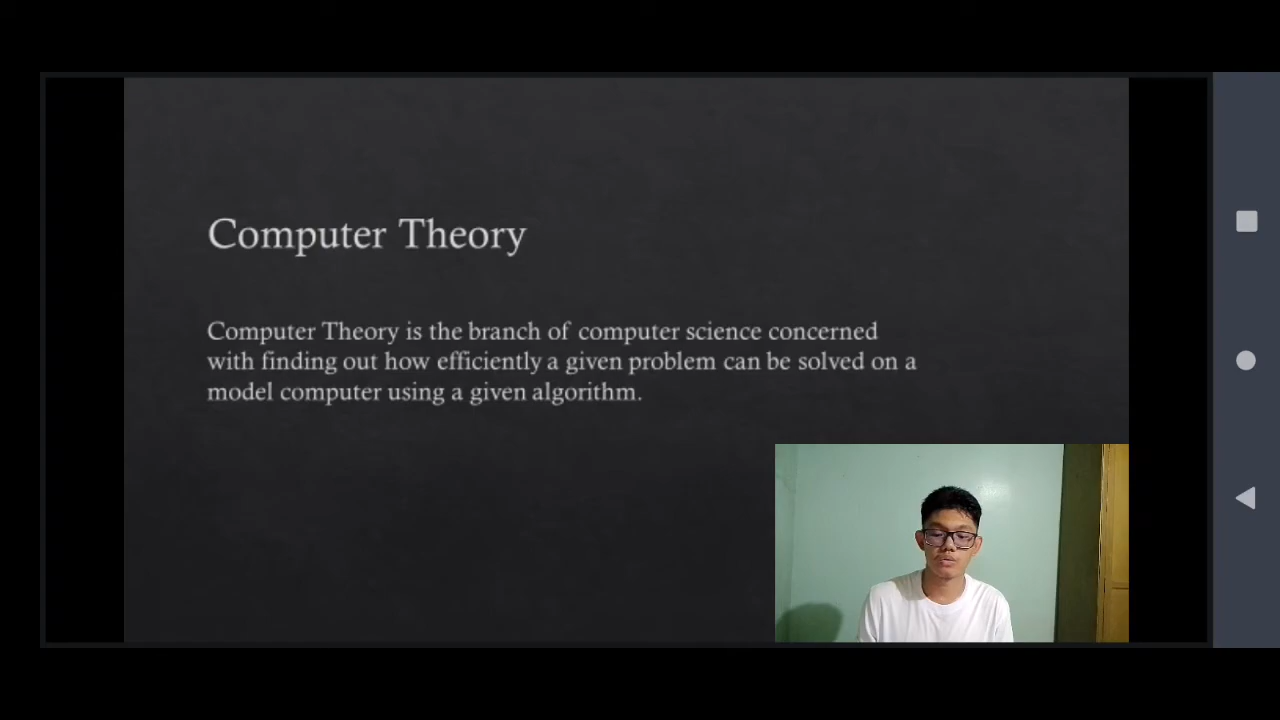 Computer Theory
Computer Theory is the branch of computer science concerned
with finding out how efficiently a given problem can be solved on a
model computer using a given algorithm.